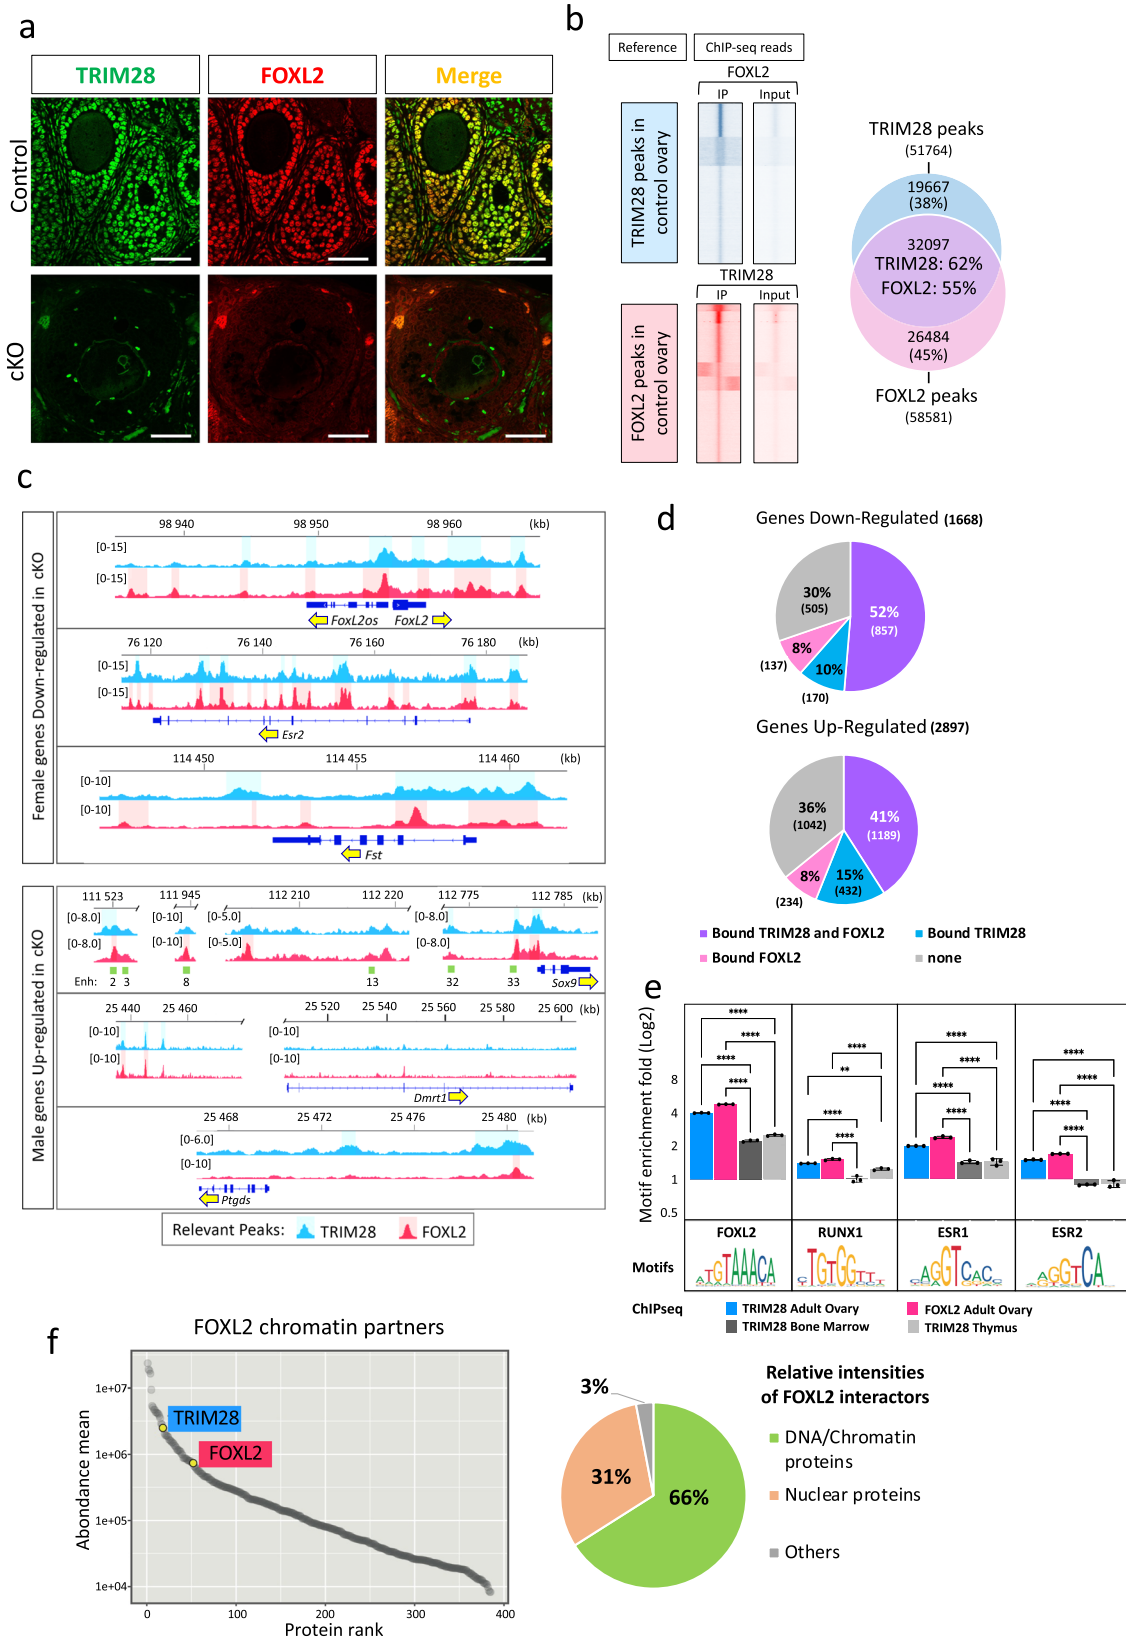 a
TRIM28
FOXL2
Merge
Control
cKO
b
Reference
ChIP-seq reads
FOXL2
IP
Input
TRIM28 peaks in
control ovary
TRIM28
IP
Input
FOXL2 peaks in
control ovary
TRIM28 peaks
(51764)
19667
(38%)
32097
TRIM28: 62%
FOXL2: 55%
26484
(45%)
FOXL2 peaks
(58581)
c
Female genes Down-regulated in cKO
98 940
98 950
98 960
(kb)
[0-15]
[0-15]
FoxL2os
FoxL2
76 120
76 140
76 160
76 180
(kb)
[0-15]
[0-15]
Esr2
114 450
114 455
114 460
(kb)
[0-10]
[0-10]
Fst
Male genes Up-regulated in cKO
111 523
111 945
112 210
112 220
112 775
112 785
(kb)
[0-8.0]
[0-10]
[0-5.0]
[0-8.0]
[0-8.0]
[0-10]
[0-5.0]
[0-8.0]
Enh:
2
3
8
13
32
33
Sox9
25 440
25 460
25 520
25 540
25 560
25 580
25 600
(kb)
[0-10]
[0-10]
[0-10]
[0-10]
Dmrt1
25 468
25 472
25 476
25 480
(kb)
[0-6.0]
[0-10]
Ptgds
Relevant Peaks:
TRIM28
FOXL2
d
Genes Down-Regulated (1668)
30%
(505)
52%
(857)
8%
(137)
10%
(170)
Genes Up-Regulated (2897)
36%
(1042)
41%
(1189)
8%
(234)
15%
(432)
Bound TRIM28 and FOXL2
Bound TRIM28
Bound FOXL2
none
e
Motif enrichment fold (Log2)
8
4
2
1
0.5
****
****
****
****
****
**
****
****
****
****
****
****
****
****
****
****
FOXL2
RUNX1
ESR1
ESR2
Motifs
ATGTAAACA
TGTGGTTT
AGGTCACC
AGGTCA
ChIPseq
TRIM28 Adult Ovary
FOXL2 Adult Ovary
TRIM28 Bone Marrow
TRIM28 Thymus
f
FOXL2 chromatin partners
Abondance mean
1e+07
1e+06
1e+05
1e+04
TRIM28
FOXL2
0
100
200
300
400
Protein rank
Relative intensities
of FOXL2 interactors
3%
31%
66%
DNA/Chromatin
proteins
Nuclear proteins
Others